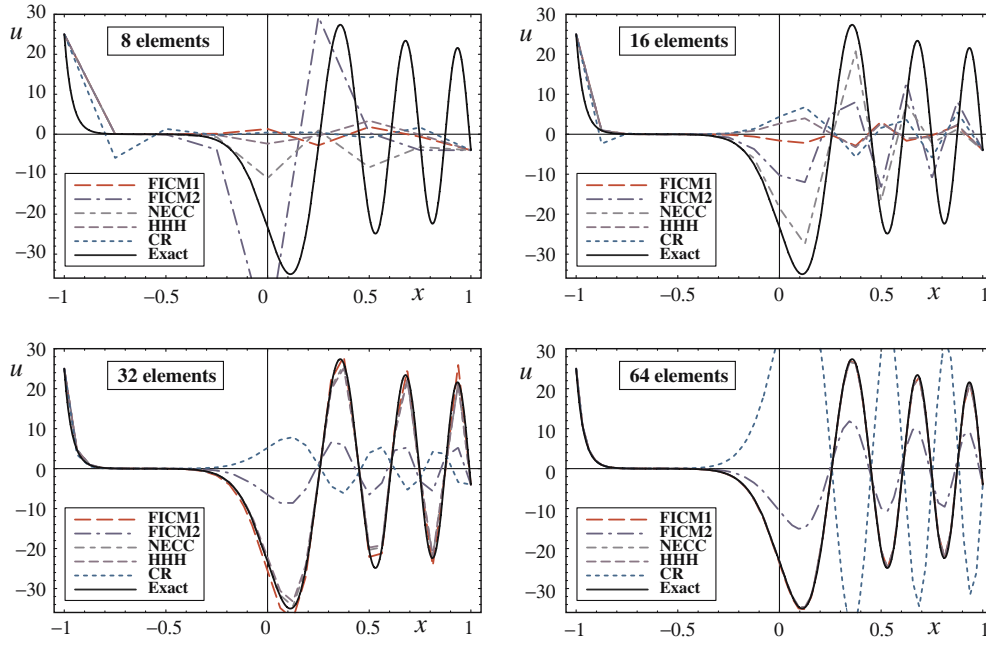 8 elements
u
30
20
10
0
−10
−20
−30
FICM1
FICM2
NECC
HHH
CR
Exact
−1
−0.5
0
0.5
1
x
16 elements
u
30
20
10
0
−10
−20
−30
FICM1
FICM2
NECC
HHH
CR
Exact
−1
−0.5
0
0.5
1
x
32 elements
u
30
20
10
0
−10
−20
−30
FICM1
FICM2
NECC
HHH
CR
Exact
−1
−0.5
0
0.5
1
x
64 elements
u
30
20
10
0
−10
−20
−30
FICM1
FICM2
NECC
HHH
CR
Exact
−1
−0.5
0
0.5
1
x